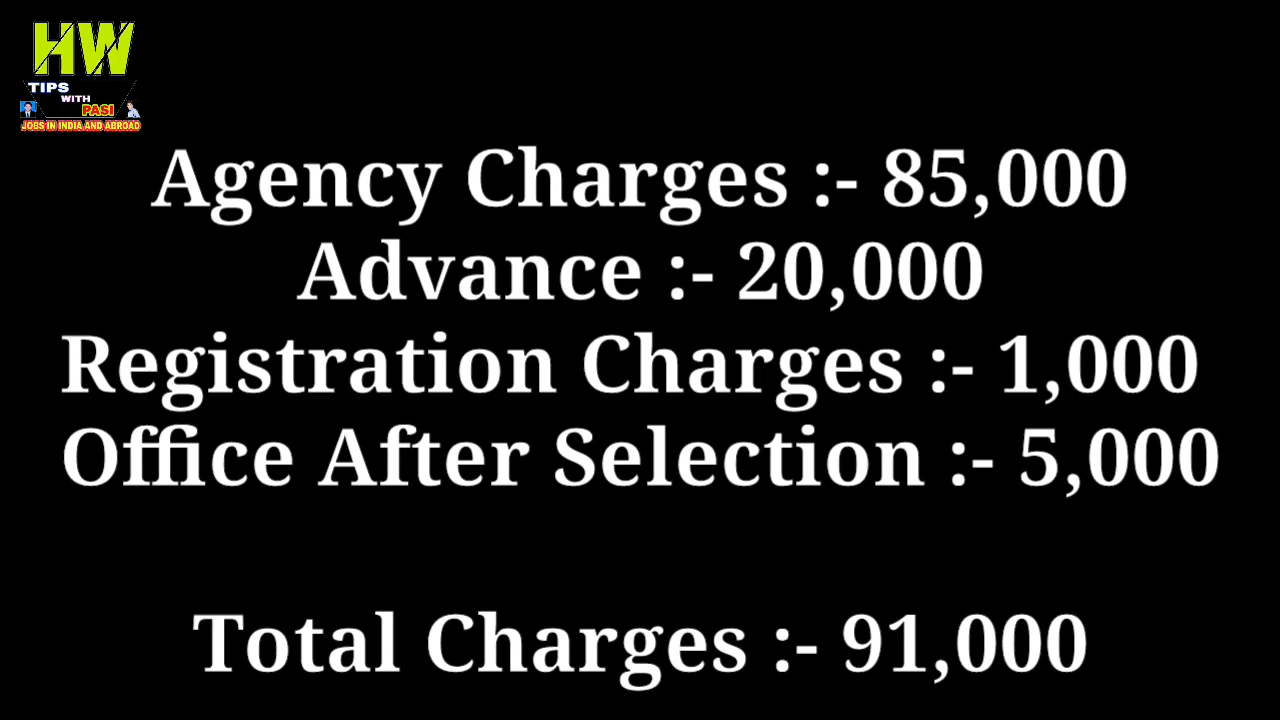 HW
TIPS
WITH
PASI
JOBS IN INDIA AND ABROAD
Agency Charges :- 85,000
Advance :- 20,000
Registration Charges :- 1,000
Office After Selection :- 5,000
Total Charges :- 91,000